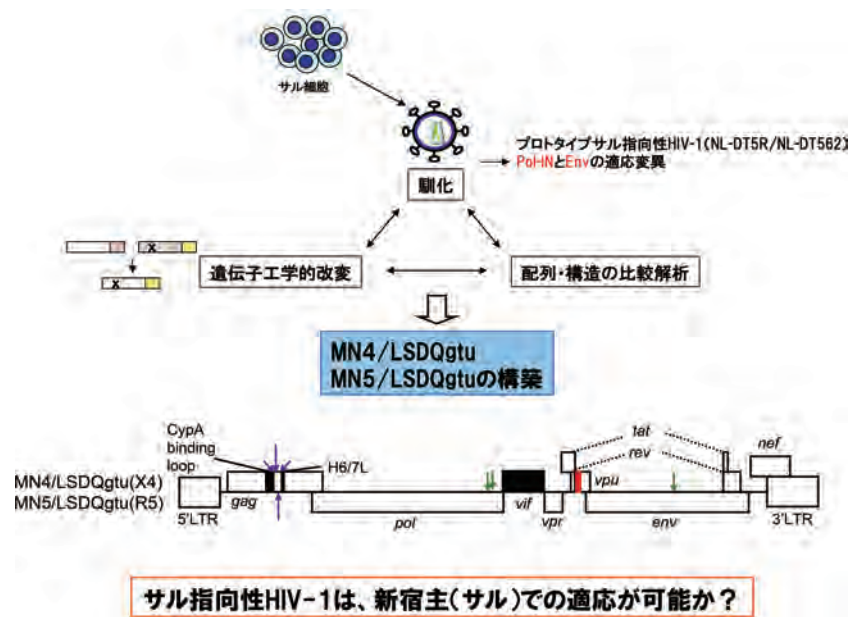 サル細胞
プロトタイプサル指向性HIV-1(NL-DT5R/NL-DT562)
Pol-INとEnvの適応変異
馴化
x
x
遺伝子工学的改変
配列・構造の比較解析
MN4/LSDQgtu
MN5/LSDQgtuの構築
CypA
binding
loop
H6/7L
tat
rev
nef
MN4/LSDQgtu(X4)
MN5/LSDQgtu(R5)
5'LTR
gag
pol
vif
vpr
vpu
env
3'LTR
サル指向性HIV-1は、新宿主(サル)での適応が可能か?